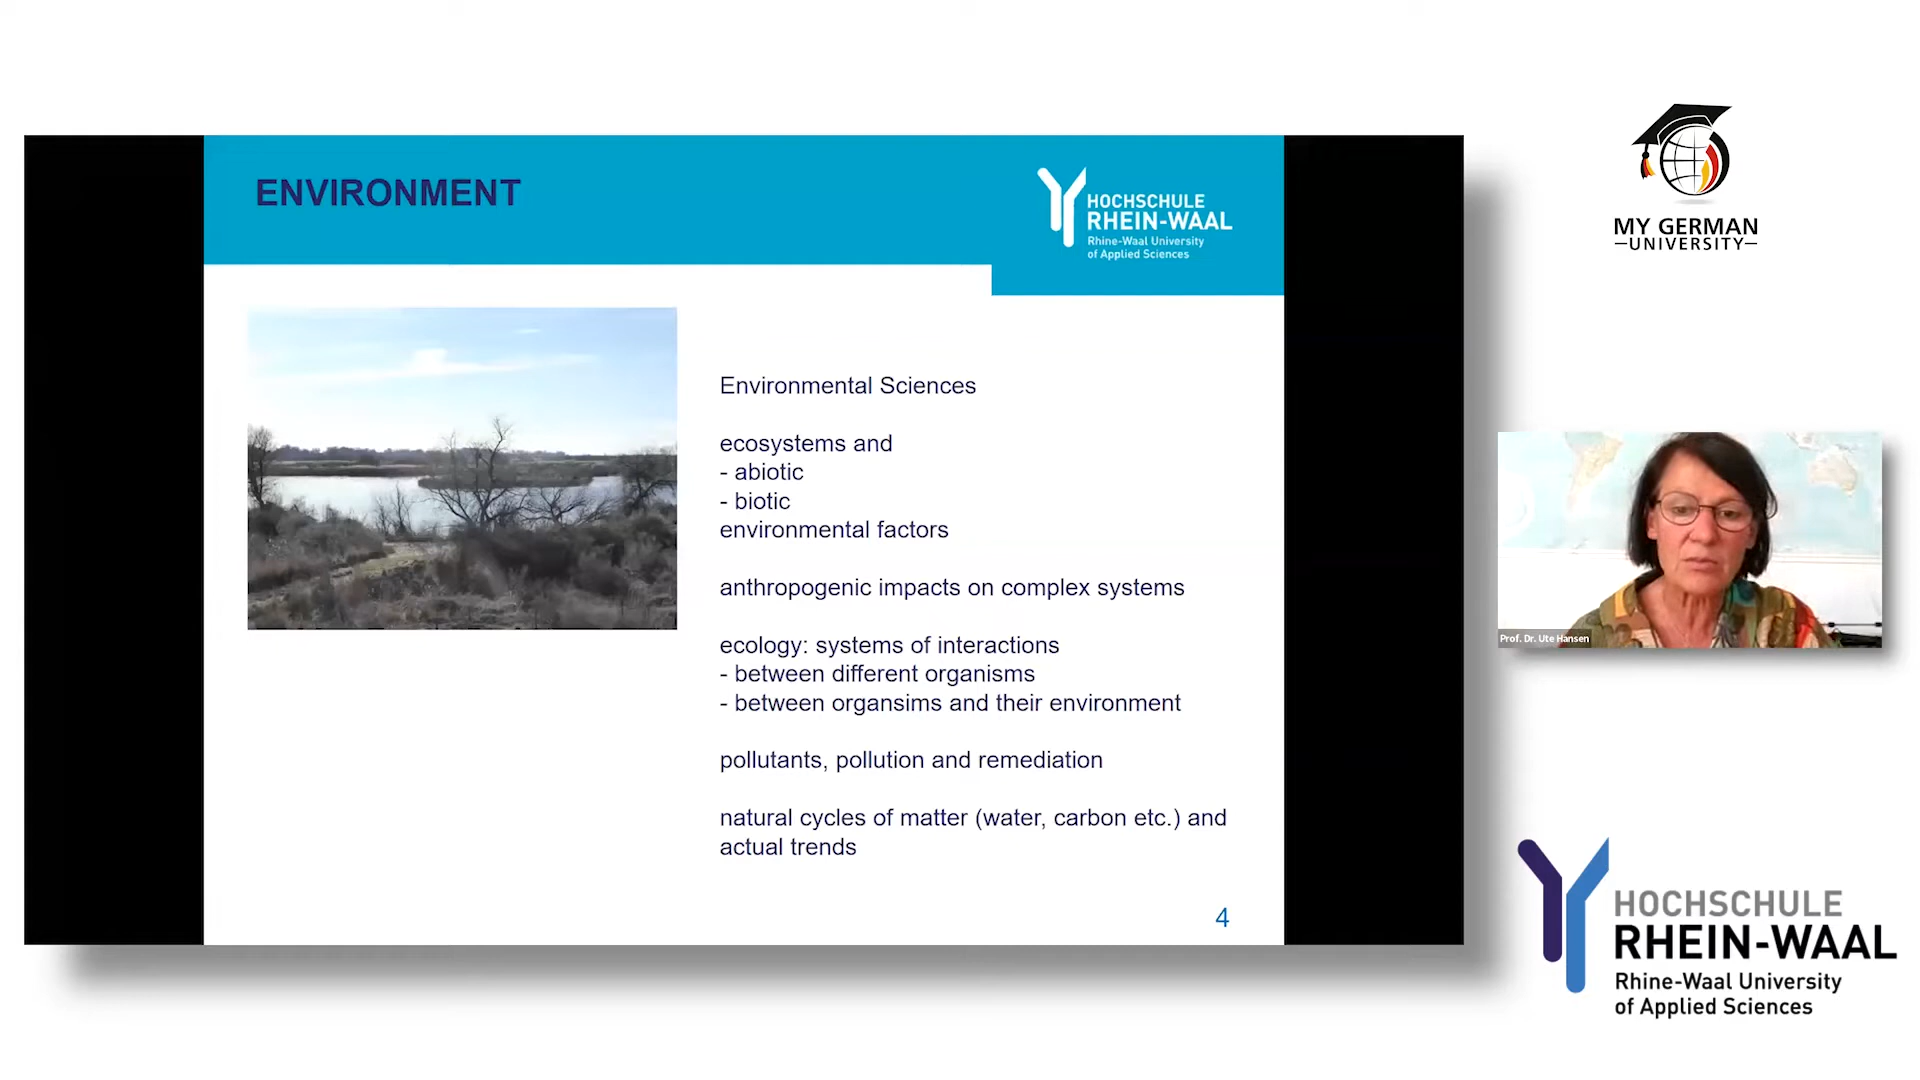 ENVIRONMENT
HOCHSCHULE
RHEIN-WAAL
Rhine-Waal University
of Applied Sciences
Environmental Sciences
ecosystems and
- abiotic
- biotic
environmental factors
anthropogenic impacts on complex systems
ecology: systems of interactions
- between different organisms
- between organsims and their environment
pollutants, pollution and remediation
natural cycles of matter (water, carbon etc.) and
actual trends
4
MY GERMAN
UNIVERSITY
Prof. Dr. Ute Hansen
HOCHSCHULE
RHEIN-WAAL
Rhine-Waal University
of Applied Sciences